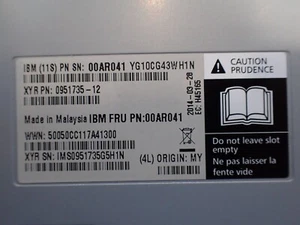 IBM (11S) PN SN: 00AR041 YG10CG43WH1N
XYR PN: 0951735-12
Made in Malaysia IBM FRU PN:00AR041
WWN: 50050CC117A41300
XYR SN: IMS0951735G5H1N
(4L) ORIGIN: MY
2014-03-28
EC: H45165
CAUTION
PRUDENCE
Do not leave slot
empty
Ne pas laisser la
fente vide